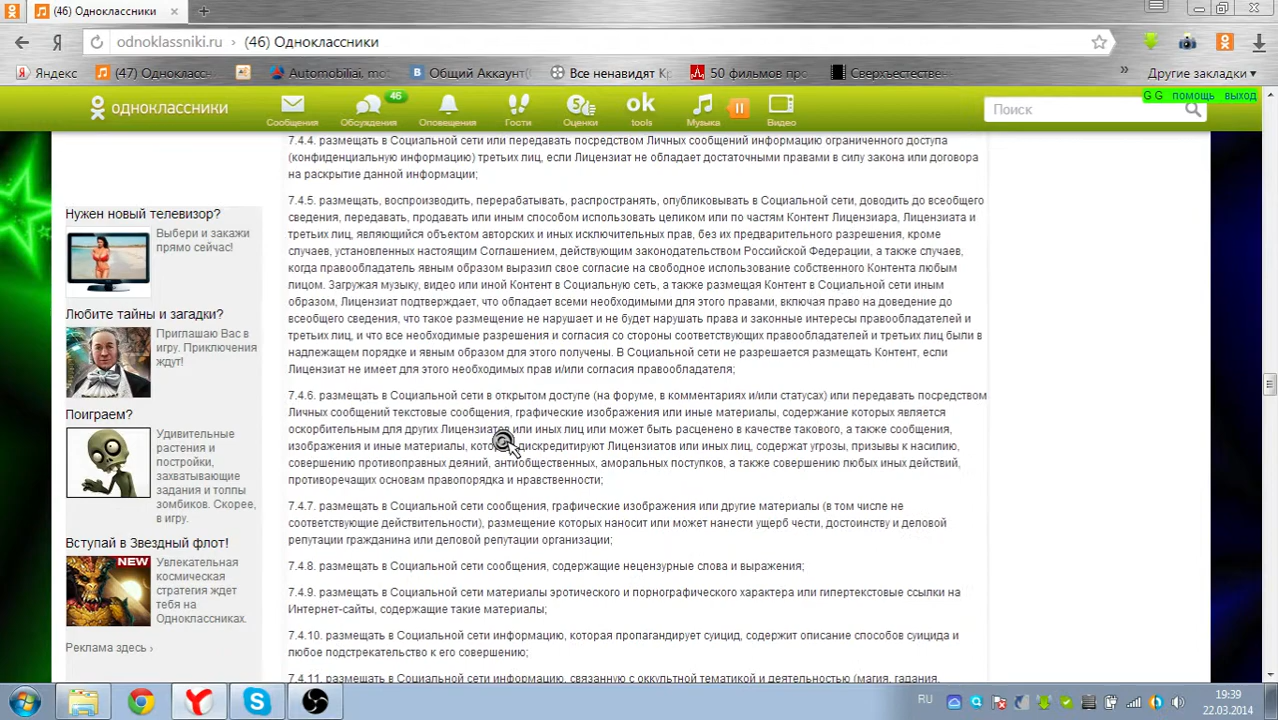 (46) Одноклассники
Я
odnoklassniki.ru › (46) Одноклассники
Яндекс
(47) Одноклассн
Automobiliai, mot
Общий Аккаунт(
Все ненавидят Кр
50 фильмов про
Сверхъестествен
»
Другие закладки
одноклассники
Сообщения
46
Обсуждения
Оповещения
Гости
5
Оценки
ok
tools
Музыка
Видео
G G помощь выход
Поиск
Нужен новый телевизор?
Выбери и закажи
прямо сейчас!
Любите тайны и загадки?
Приглашаю Вас в
игру. Приключения
ждут!
Поиграем?
Удивительные
растения и
постройки,
захватывающие
задания и толпы
зомбиков. Скорее,
в игру.
Вступай в Звездный флот!
NEW
Увлекательная
космическая
стратегия ждет
тебя на
Одноклассниках.
Реклама здесь ›
7.4.4. размещать в Социальной сети или передавать посредством Личных сообщений информацию ограниченного доступа
(конфиденциальную информацию) третьих лиц, если Лицензиат не обладает достаточными правами в силу закона или договора
на раскрытие данной информации;
7.4.5. размещать, воспроизводить, перерабатывать, распространять, опубликовывать в Социальной сети, доводить до всеобщего
сведения, передавать, продавать или иным способом использовать целиком или по частям Контент Лицензиара, Лицензиата и
третьих лиц, являющийся объектом авторских и иных исключительных прав, без их предварительного разрешения, кроме
случаев, установленных настоящим Соглашением, действующим законодательством Российской Федерации, а также случаев,
когда правообладатель явным образом выразил свое согласие на свободное использование собственного Контента любым
лицом. Загружая музыку, видео или иной Контент в Социальную сеть, а также размещая Контент в Социальной сети иным
образом, Лицензиат подтверждает, что обладает всеми необходимыми для этого правами, включая право на доведение до
всеобщего сведения, что такое размещение не нарушает и не будет нарушать права и законные интересы правообладателей и
третьих лиц, и что все необходимые разрешения и согласия со стороны соответствующих правообладателей и третьих лиц были в
надлежащем порядке и явным образом для этого получены. В Социальной сети не разрешается размещать Контент, если
Лицензиат не имеет для этого необходимых прав и/или согласия правообладателя;
7.4.6. размещать в Социальной сети в открытом доступе (на форуме, в комментариях и/или статусах) или передавать посредством
Личных сообщений текстовые сообщения, графические изображения или иные материалы, содержание которых является
оскорбительным для других Лицензиатов или иных лиц или может быть расценено в качестве такового, а также сообщения,
изображения и иные материалы, которые дискредитируют Лицензиатов или иных лиц, содержат угрозы, призывы к насилию,
совершению противоправных деяний, антиобщественных, аморальных поступков, а также совершению любых иных действий,
противоречащих основам правопорядка и нравственности;
7.4.7. размещать в Социальной сети сообщения, графические изображения или другие материалы (в том числе не
соответствующие действительности), размещение которых наносит или может нанести ущерб чести, достоинству и деловой
репутации гражданина или деловой репутации организации;
7.4.8. размещать в Социальной сети сообщения, содержащие нецензурные слова и выражения;
7.4.9. размещать в Социальной сети материалы эротического и порнографического характера или гипертекстовые ссылки на
Интернет-сайты, содержащие такие материалы;
7.4.10. размещать в Социальной сети информацию, которая пропагандирует суицид, содержит описание способов суицида и
любое подстрекательство к его совершению;
7.4.11. размещать в Социальной сети информацию, связанную с оккультной тематикой и деятельностью (магия, гадания,
RU
19:39
22.03.2014